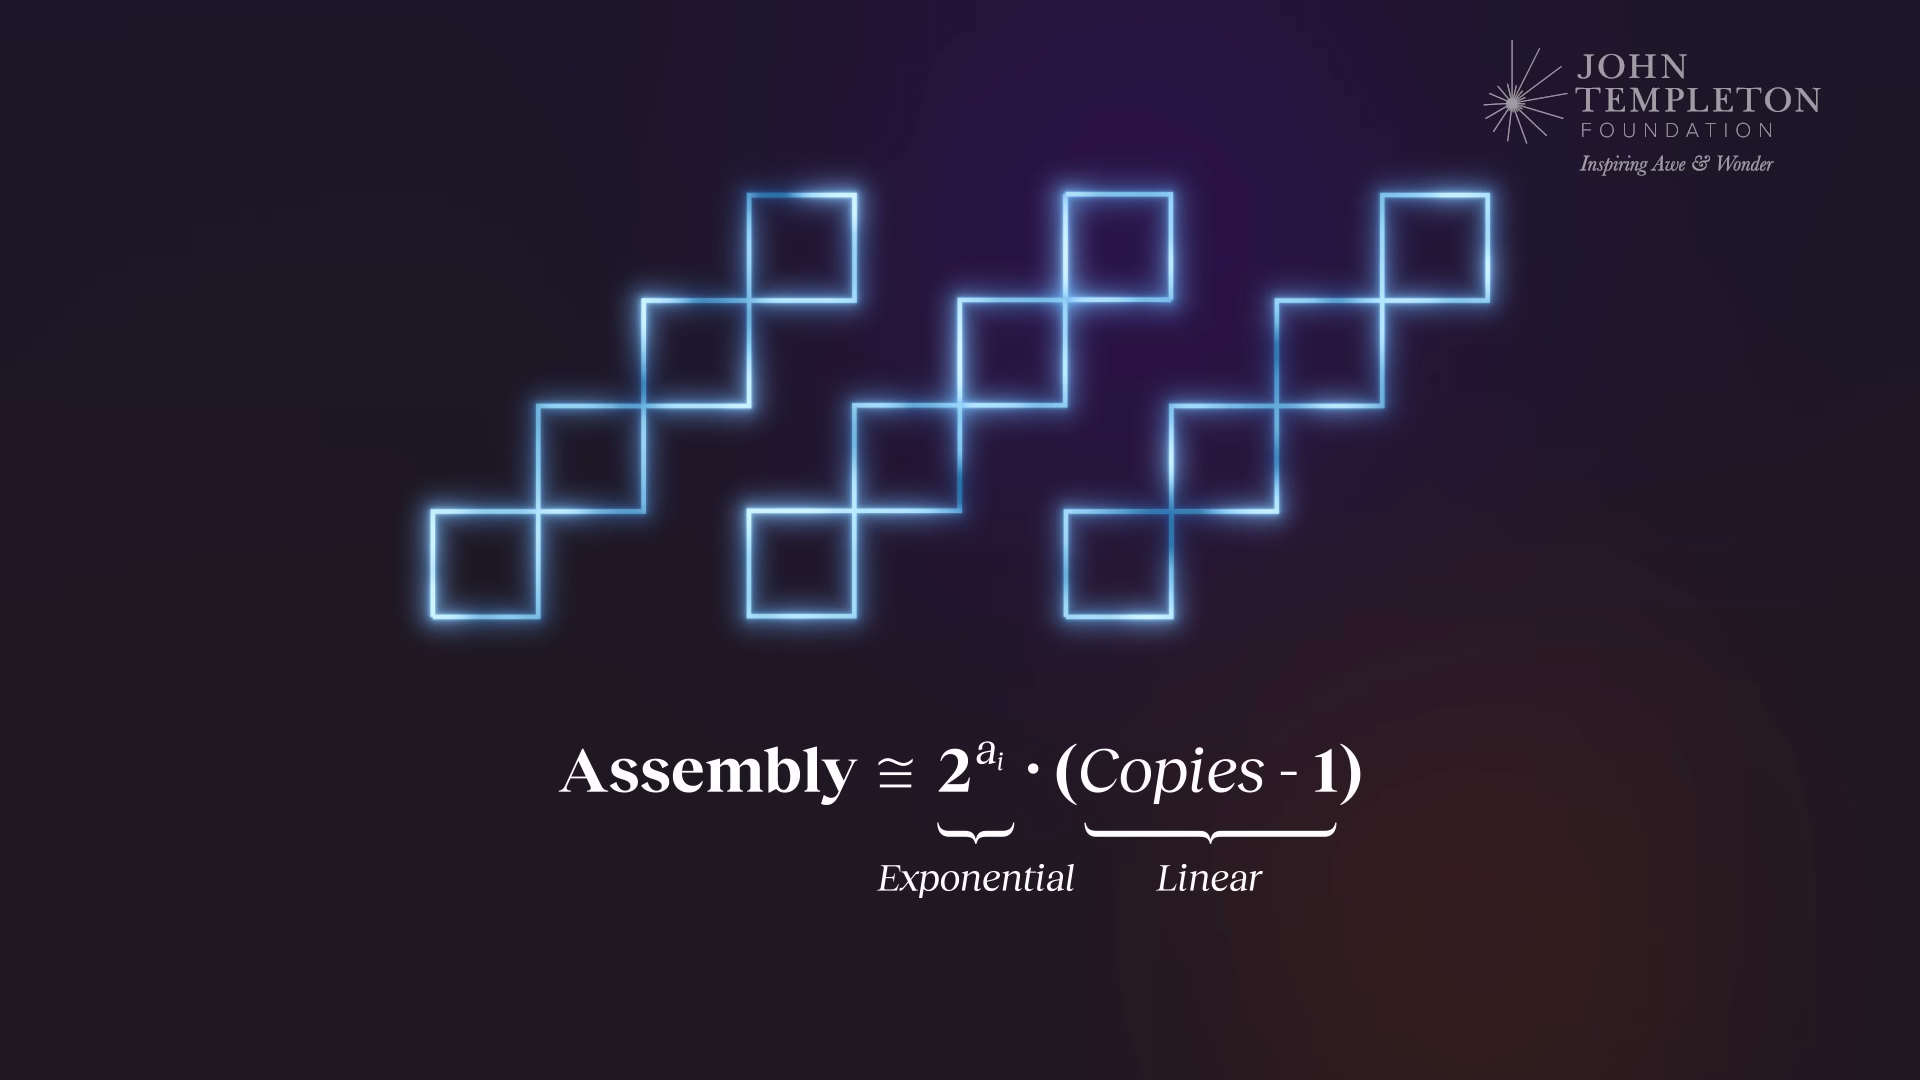 JOHN
TEMPLETON
FOUNDATION
Inspiring Awe & Wonder
Assembly ≅ 2^{a_i} · (Copies - 1)
Exponential Linear